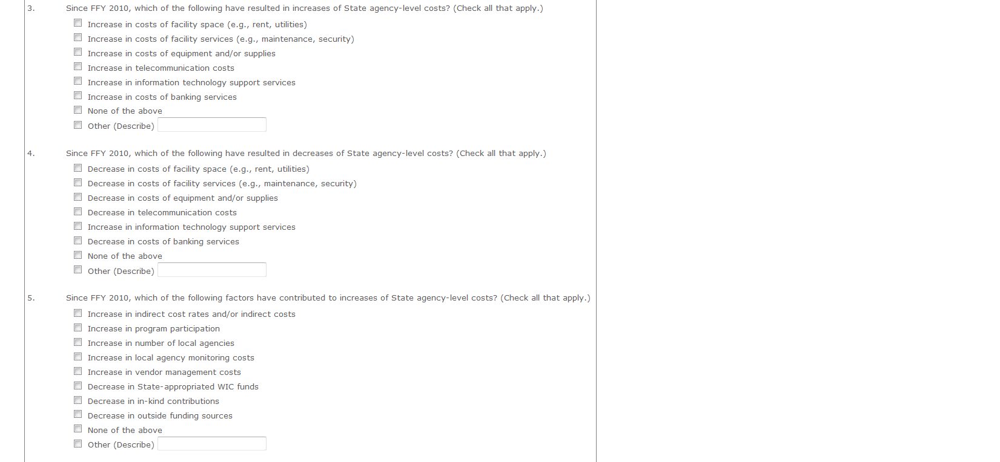 3. Since FFY 2010, which of the following have resulted in increases of State agency-level costs? (Check all that apply.)
Increase in costs of facility space (e.g., rent, utilities)
Increase in costs of facility services (e.g., maintenance, security)
Increase in costs of equipment and/or supplies
Increase in telecommunication costs
Increase in information technology support services
Increase in costs of banking services
None of the above
Other (Describe)
4. Since FFY 2010, which of the following have resulted in decreases of State agency-level costs? (Check all that apply.)
Decrease in costs of facility space (e.g., rent, utilities)
Decrease in costs of facility services (e.g., maintenance, security)
Decrease in costs of equipment and/or supplies
Decrease in telecommunication costs
Increase in information technology support services
Decrease in costs of banking services
None of the above
Other (Describe)
5. Since FFY 2010, which of the following factors have contributed to increases of State agency-level costs? (Check all that apply.)
Increase in indirect cost rates and/or indirect costs
Increase in program participation
Increase in number of local agencies
Increase in local agency monitoring costs
Increase in vendor management costs
Decrease in State-appropriated WIC funds
Decrease in in-kind contributions
Decrease in outside funding sources
None of the above
Other (Describe)